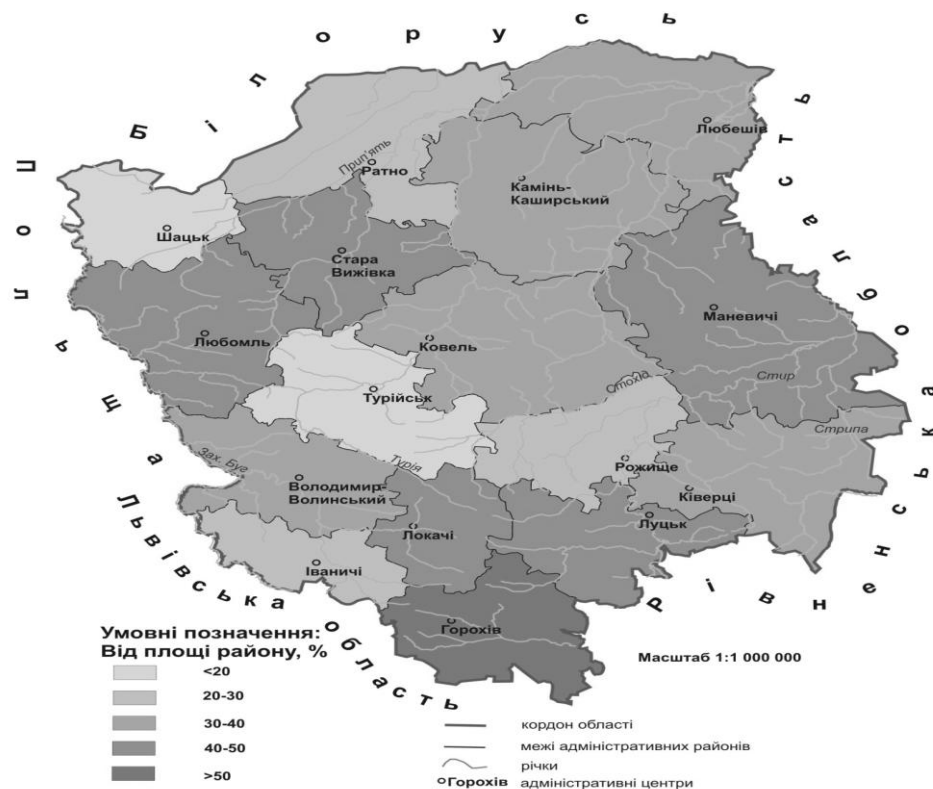 Білорусь
Польща
Любешів
Прип'ять
Ратно
Камінь-
Каширський
Шацьк
Стара
Вижівка
Маневичі
Любомль
Ковель
Стохід
Стир
Турійськ
Стрипа
Зах. Буг
Турія
Рожище
Володимир-
Волинський
Ківерці
Локачі
Луцьк
Іваничі
Горохів
Львівська область
Рівненська область
Умовні позначення:
Від площі району, %
<20
20-30
30-40
40-50
>50
Масштаб 1:1 000 000
кордон області
межі адміністративних районів
річки
Горохів адміністративні центри